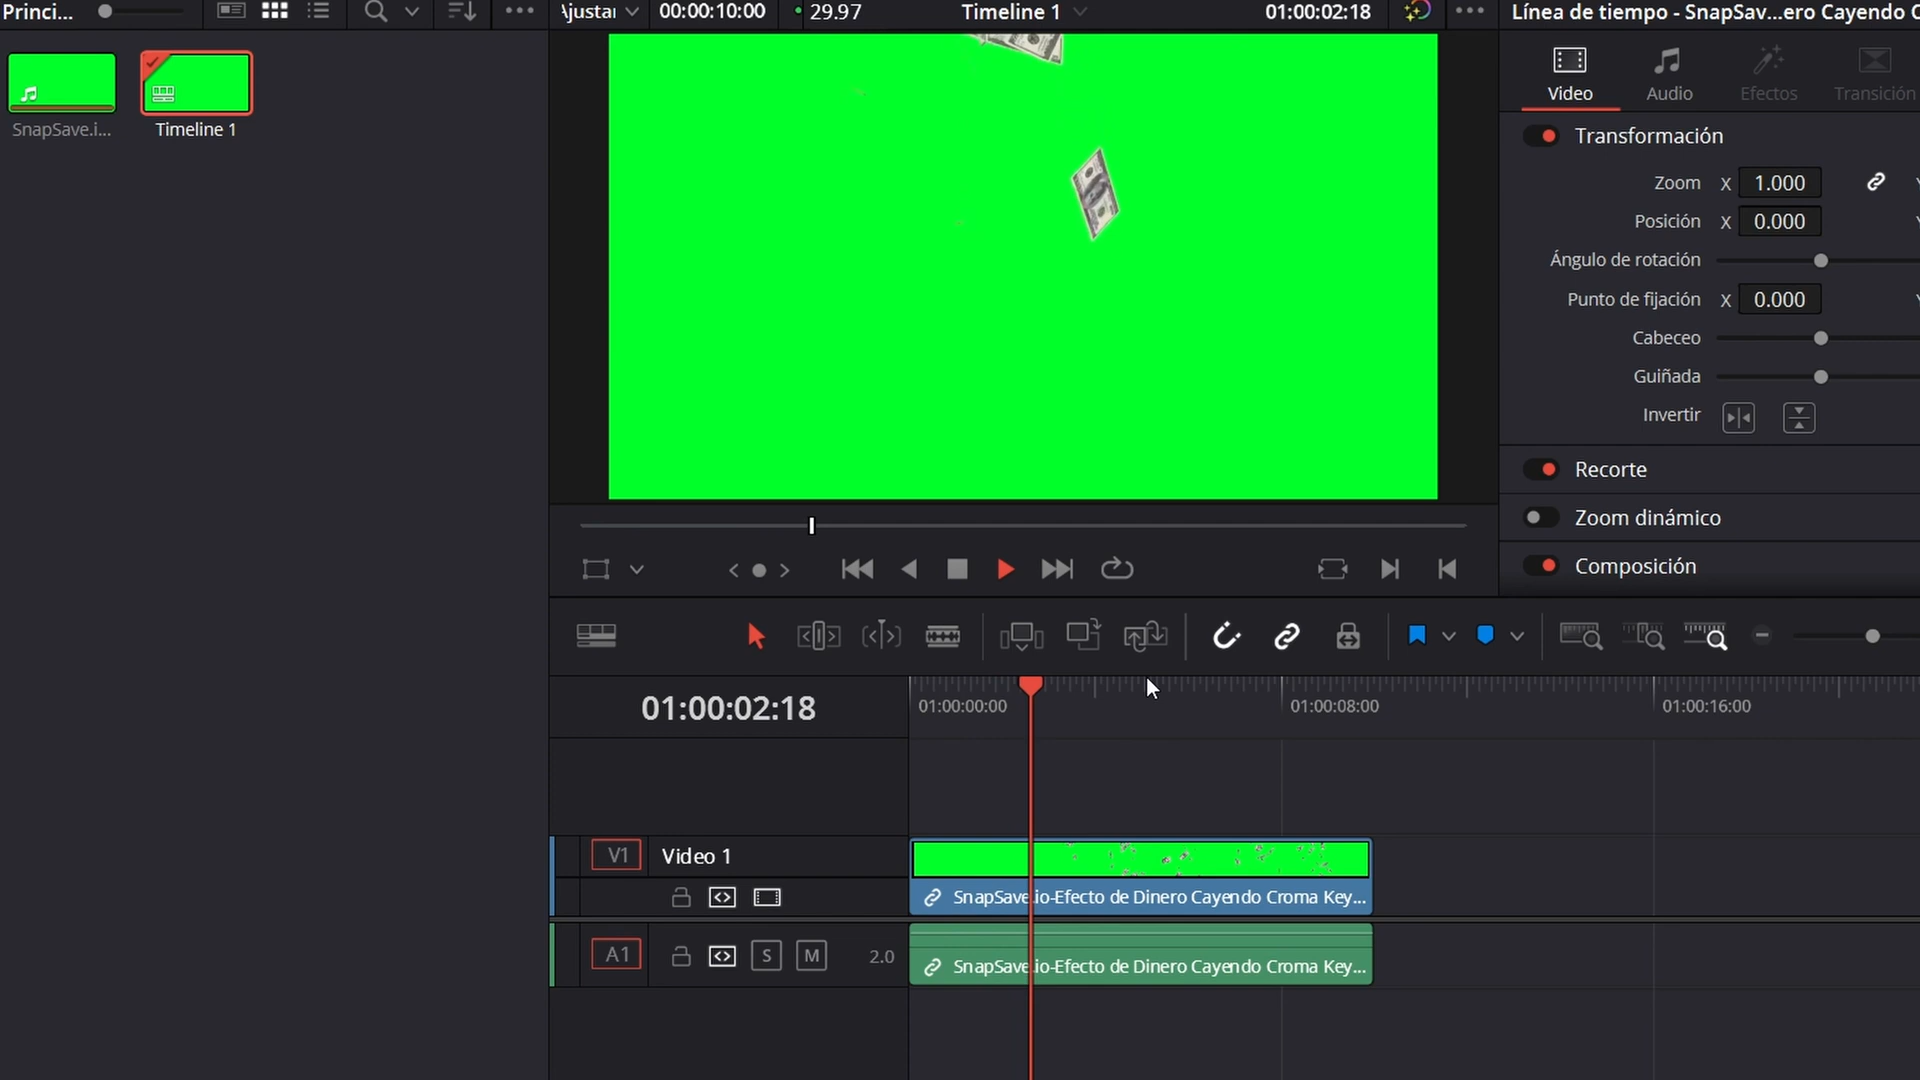 Princi...
Ajustar
00:00:10:00
29.97
Timeline 1
01:00:02:18
Línea de tiempo - SnapSav...ero Cayendo C
SnapSave.i...
Timeline 1
Video
Audio
Efectos
Transición
Transformación
Zoom X 1.000
Posición X 0.000
Ángulo de rotación
Punto de fijación X 0.000
Cabeceo
Guiñada
Invertir
Recorte
Zoom dinámico
Composición
01:00:02:18
01:00:00:00
01:00:08:00
01:00:16:00
V1
Video 1
SnapSave.io-Efecto de Dinero Cayendo Croma Key...
A1
S
M
2.0
SnapSave.io-Efecto de Dinero Cayendo Croma Key...